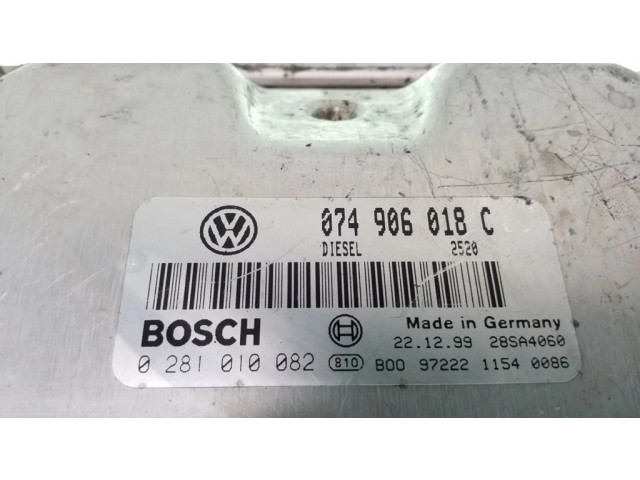 074 906 018 C
DIESEL 2520
BOSCH Made in Germany
22.12.99 28SA4060
0 281 010 082 810 B00 97222 1154 0086